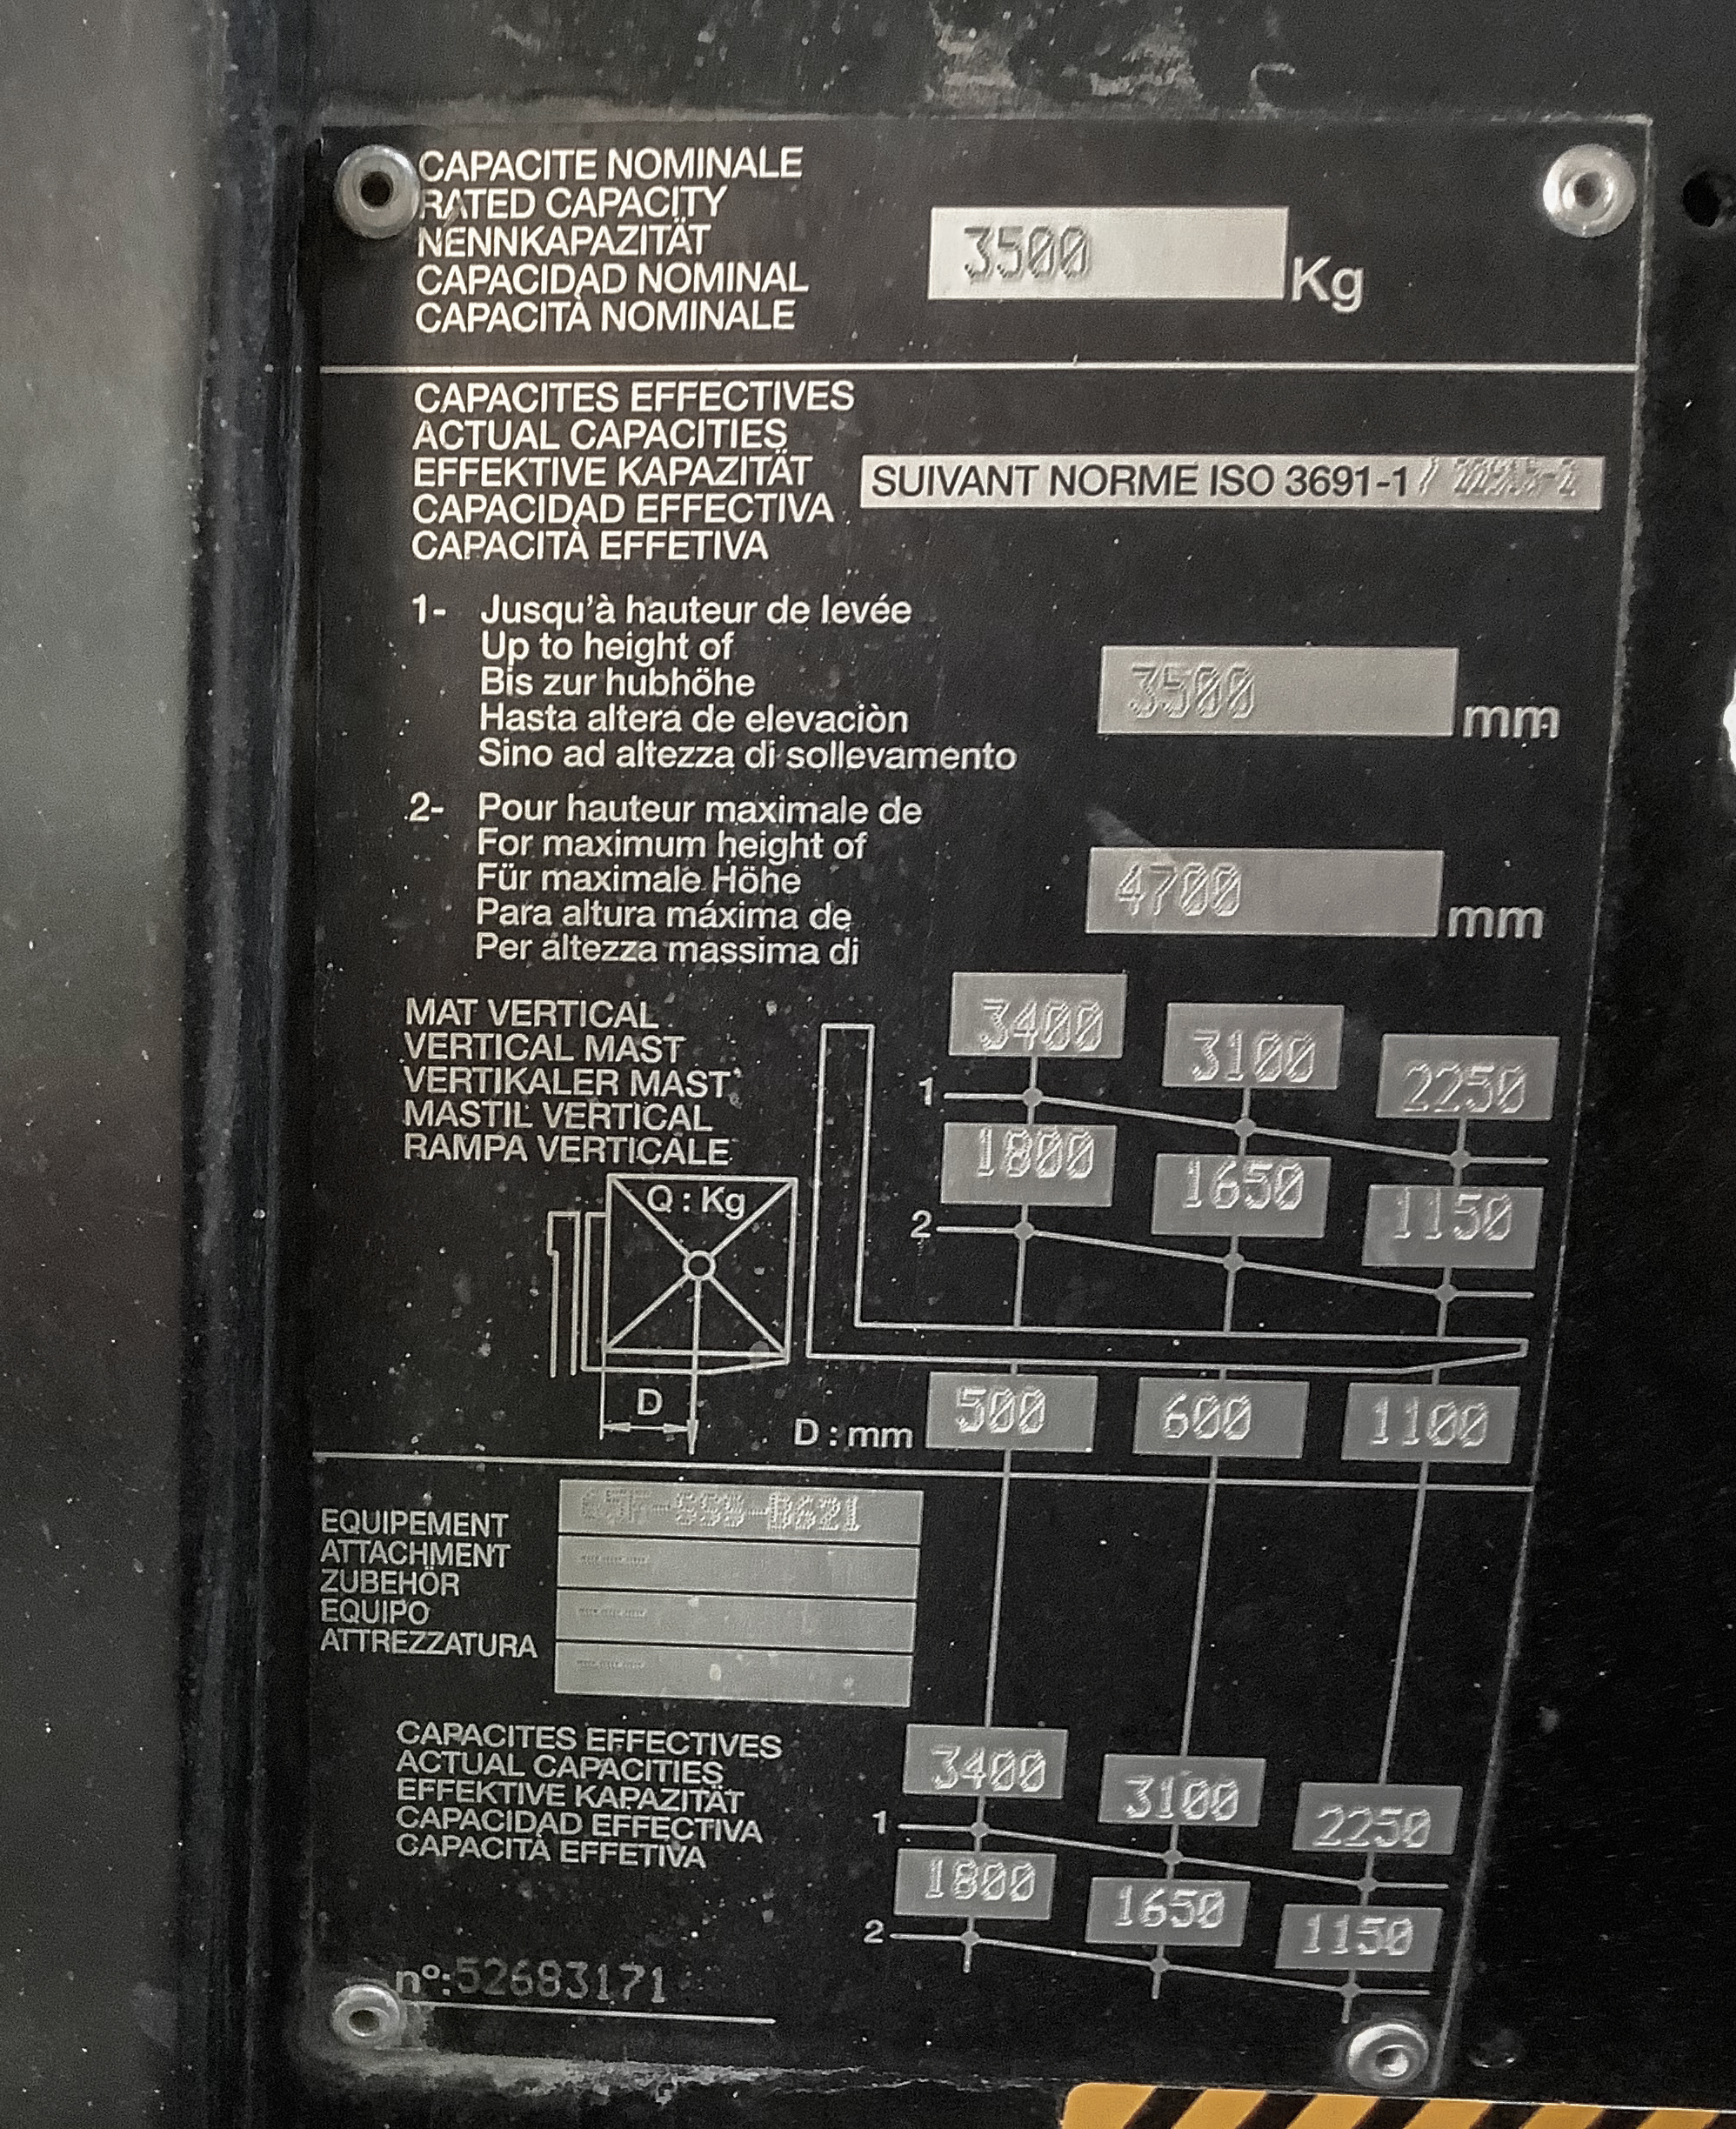 CAPACITE NOMINALE
RATED CAPACITY
NENNKAPAZITÄT
CAPACIDAD NOMINAL
CAPACITÀ NOMINALE
3500 Kg
CAPACITES EFFECTIVES
ACTUAL CAPACITIES
EFFEKTIVE KAPAZITÄT
CAPACIDAD EFFECTIVA
CAPACITÀ EFFETIVA
SUIVANT NORME ISO 3691-1 /
1- Jusqu'à hauteur de levée
Up to height of
Bis zur hubhöhe
Hasta altera de elevaciòn
Sino ad altezza di sollevamento
3500 mm
2- Pour hauteur maximale de
For maximum height of
Für maximale Höhe
Para altura máxima de
Per áltezza massima di
4700 mm
MAT VERTICAL
VERTICAL MAST
VERTIKALER MAST
MASTIL VERTICAL
RAMPA VERTICALE
1 3400 3100 2250
2 1800 1650 1150
Q : Kg
D
D : mm 500 600 1100
EQUIPEMENT
ATTACHMENT
ZUBEHÖR
EQUIPO
ATTREZZATURA
CAPACITES EFFECTIVES
ACTUAL CAPACITIES
EFFEKTIVE KAPAZITÄT
CAPACIDAD EFFECTIVA
CAPACITÀ EFFETIVA
1 3400 3100 2250
2 1800 1650 1150
nº: 52683171